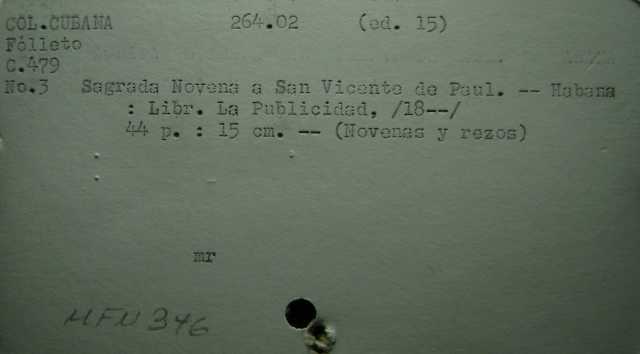 COL.CUBANA 264.02 (ed. 15)
Fólleto
C.479
No.3 Sagrada Novena a San Vicente de Paul. -- Habana
: Libr. La Publicidad, /18--/
44 p. : 15 cm. -- (Novenas y rezos)
mr
MFN 346